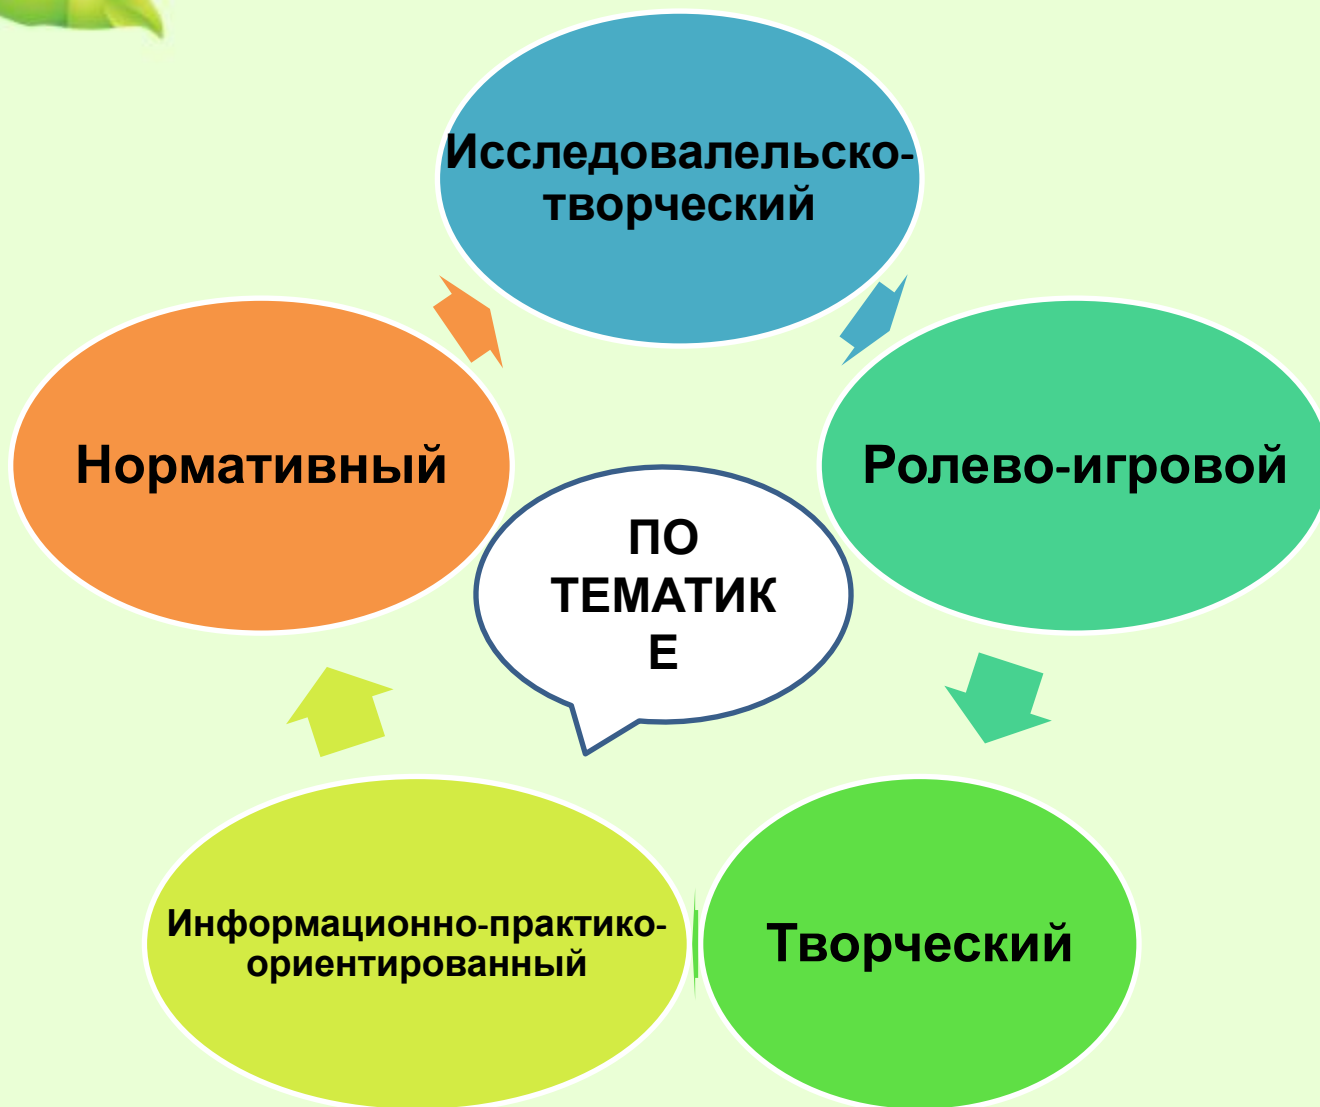 Исследовалельско-
творческий
Нормативный
Ролево-игровой
ПО
ТЕМАТИК
Е
Информационно-практико-
ориентированный
Творческий